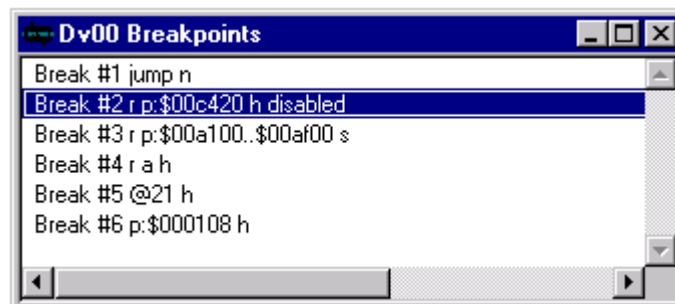 Dv00 Breakpoints
Break #1 jump n
Break #2 r p:$00c420 h disabled
Break #3 r p:$00a100..$00af00 s
Break #4 r a h
Break #5 @21 h
Break #6 p:$000108 h